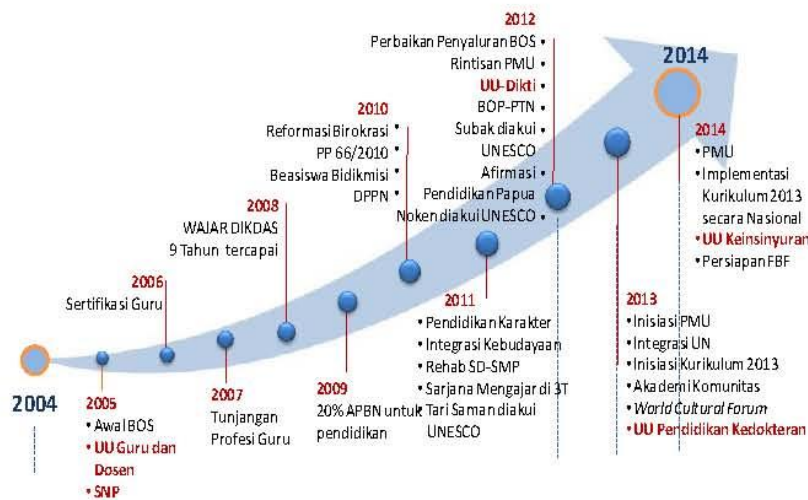 2004
2005
• Awal BOS
• UU Guru dan
Dosen
• SNP
2006
Sertifikasi Guru
2007
Tunjangan
Profesi Guru
2008
WAJAR DIKDAS
9 Tahun tercapai
2009
20% APBN untuk
pendidikan
2010
Reformasi Birokrasi •
PP 66/2010 •
Beasiswa Bidikmisi •
DPPN •
2011
• Pendidikan Karakter
• Integrasi Kebudayaan
• Rehab SD-SMP
• Sarjana Mengajar di 3T
• Tari Saman diakui
UNESCO
2012
Perbaikan Penyaluran BOS •
Rintisan PMU •
UU-Dikti •
BOP-PTN •
Subak diakui •
UNESCO
Afirmasi •
Pendidikan Papua
Noken diakui UNESCO •
2013
• Inisiasi PMU
• Integrasi UN
• Inisiasi Kurikulum 2013
• Akademi Komunitas
• World Cultural Forum
• UU Pendidikan Kedokteran
2014
2014
• PMU
• Implementasi
Kurikulum 2013
secara Nasional
• UU Keinsinyuran
• Persiapan FBF